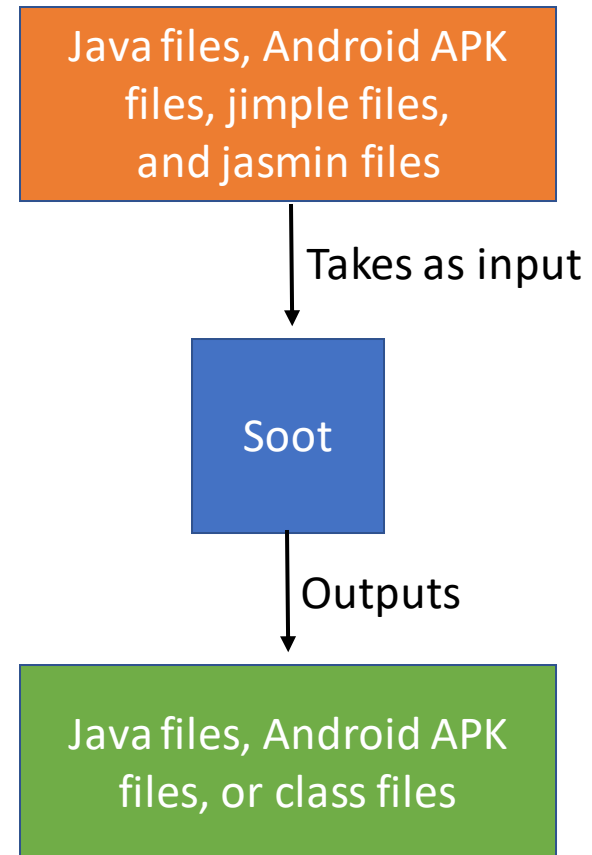 Java files, Android APK
files, jimple files,
and jasmin files
Takes as input
Soot
Outputs
Java files, Android APK
files, or class files